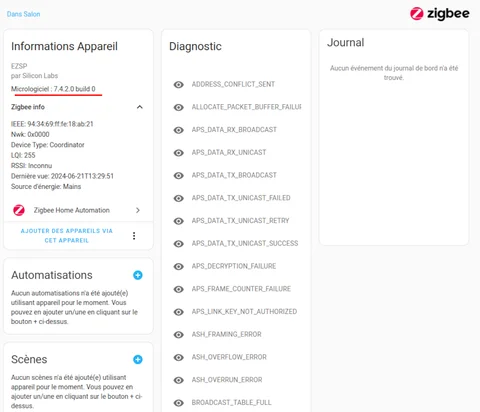 Dans Salon
zigbee
Informations Appareil
EZSP
par Silicon Labs
Micrologiciel : 7.4.2.0 build 0
Zigbee info
IEEE: 94:34:69:ff:fe:18:ab:21
Nwk: 0x0000
Device Type: Coordinator
LQI: 255
RSSI: Inconnu
Dernière vue: 2024-06-21T13:29:51
Source d'énergie: Mains
Zigbee Home Automation
AJOUTER DES APPAREILS VIA
CET APPAREIL
Automatisations
Aucun automatisations n'a été ajouté(e)
utilisant appareil pour le moment. Vous
pouvez en ajouter un/une en cliquant sur le
bouton + ci-dessus.
Scènes
Aucun scènes n'a été ajouté(e) utilisant
appareil pour le moment. Vous pouvez en
ajouter un/une en cliquant sur le bouton + ci-
dessus.
Diagnostic
ADDRESS_CONFLICT_SENT
ALLOCATE_PACKET_BUFFER_FAILUR
APS_DATA_RX_BROADCAST
APS_DATA_RX_UNICAST
APS_DATA_TX_BROADCAST
APS_DATA_TX_UNICAST_FAILED
APS_DATA_TX_UNICAST_RETRY
APS_DATA_TX_UNICAST_SUCCESS
APS_DECRYPTION_FAILURE
APS_FRAME_COUNTER_FAILURE
APS_LINK_KEY_NOT_AUTHORIZED
ASH_FRAMING_ERROR
ASH_OVERFLOW_ERROR
ASH_OVERRUN_ERROR
BROADCAST_TABLE_FULL
Journal
Aucun événement du journal de bord n'a été
trouvé.